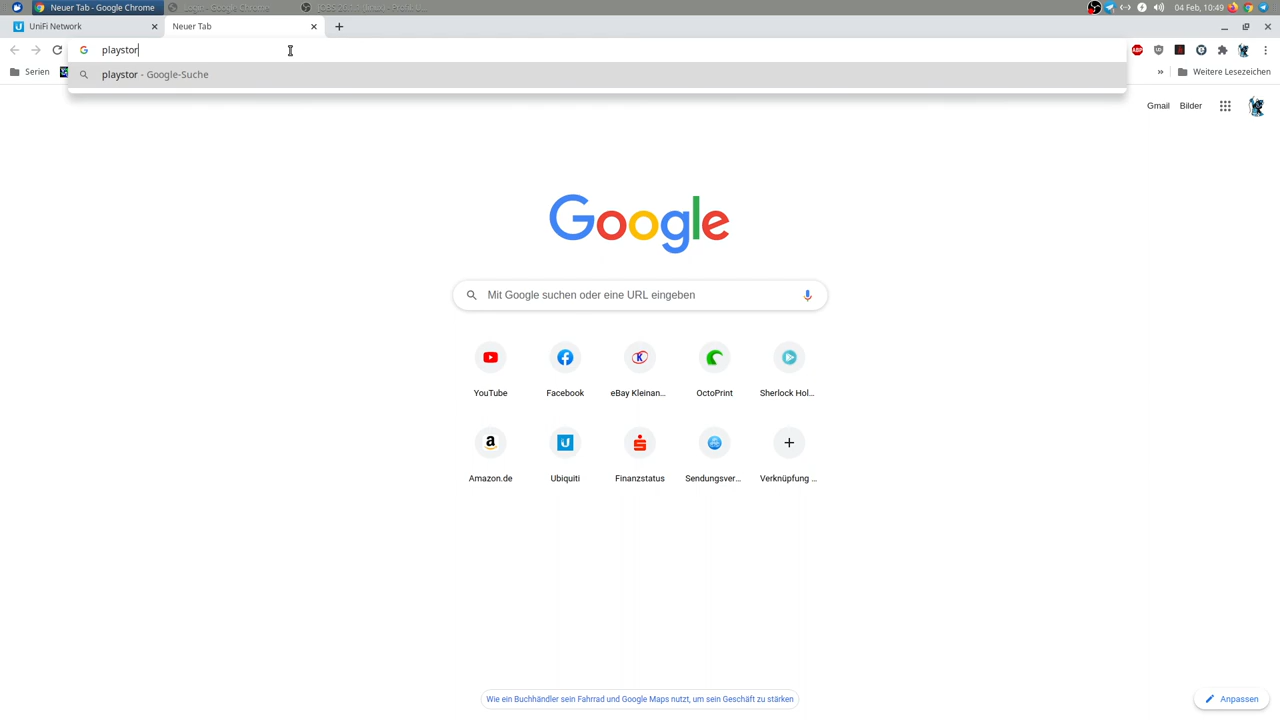 Neuer Tab - Google Chrome
Login - Google Chrome
04 Feb, 10:49
UniFi Network
Neuer Tab
playstor
playstor - Google-Suche
Serien
Weitere Lesezeichen
Gmail
Bilder
Google
Mit Google suchen oder eine URL eingeben
YouTube
Facebook
eBay Kleinan...
OctoPrint
Sherlock Hol...
Amazon.de
Ubiquiti
Finanzstatus
Sendungsver...
Verknüpfung ...
Wie ein Buchhändler sein Fahrrad und Google Maps nutzt, um sein Geschäft zu stärken
Anpassen